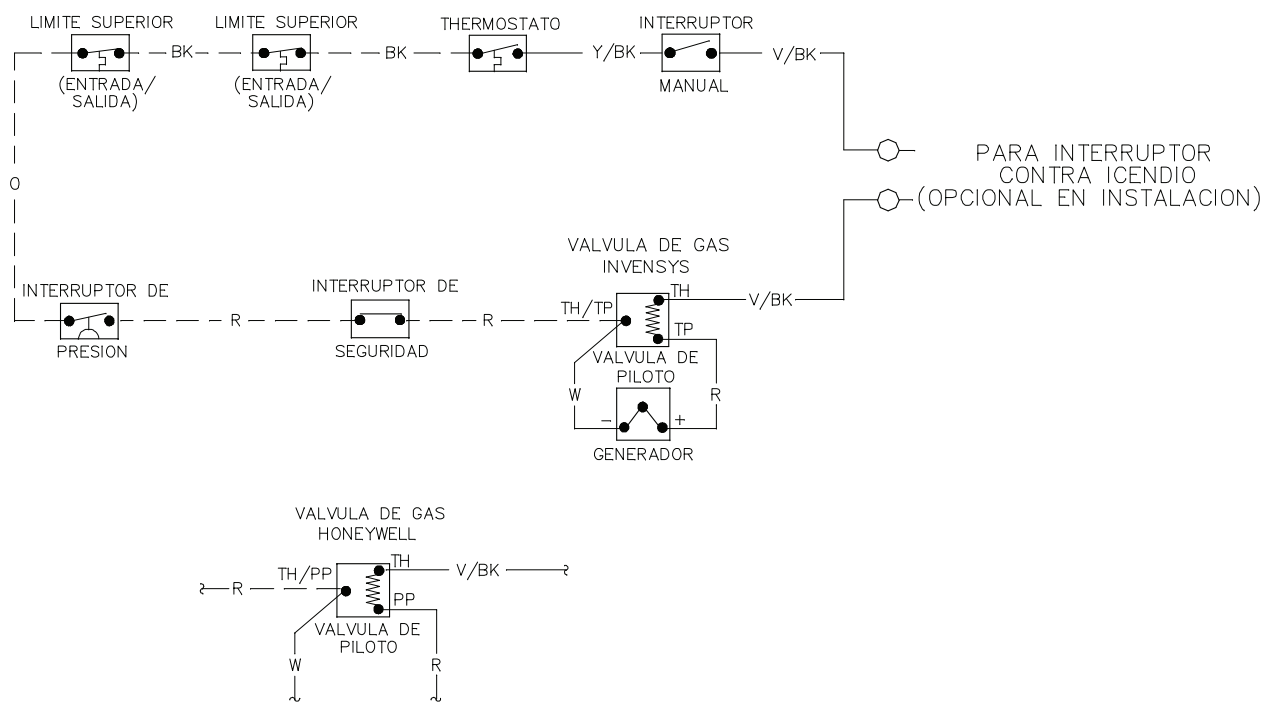 LIMITE SUPERIOR
LIMITE SUPERIOR
THERMOSTATO
INTERRUPTOR
BK
BK
Y/BK
V/BK
(ENTRADA/
SALIDA)
(ENTRADA/
SALIDA)
MANUAL
PARA INTERRUPTOR
CONTRA ICENDIO
(OPCIONAL EN INSTALACION)
O
VALVULA DE GAS
INVENSYS
INTERRUPTOR DE
INTERRUPTOR DE
TH/TP
TH
V/BK
R
R
TP
PRESION
SEGURIDAD
VALVULA DE
PILOTO
W
R
- +
GENERADOR
VALVULA DE GAS
HONEYWELL
TH
V/BK
TH/PP
R
PP
VALVULA DE
PILOTO
W
R